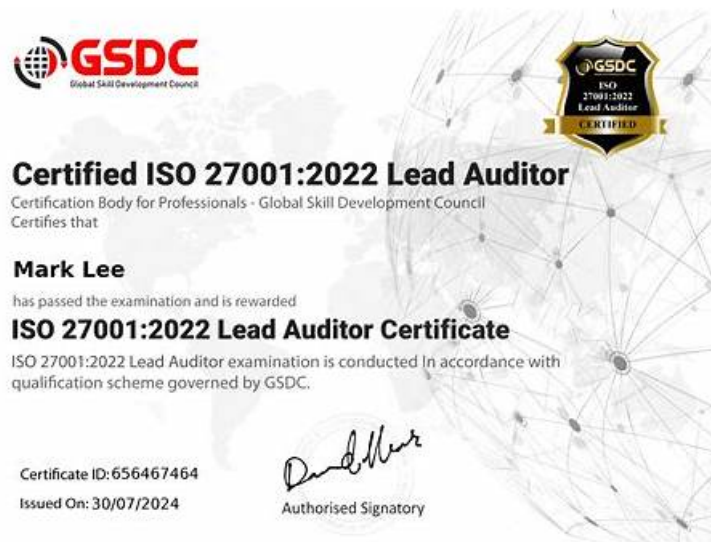 GSDC
Global Skill Development Council
GSDC
ISO
27001:2022
Lead Auditor
CERTIFIED
Certified ISO 27001:2022 Lead Auditor
Certification Body for Professionals - Global Skill Development Council
Certifies that
Mark Lee
has passed the examination and is rewarded
ISO 27001:2022 Lead Auditor Certificate
ISO 27001:2022 Lead Auditor examination is conducted In accordance with
qualification scheme governed by GSDC.
Certificate ID: 656467464
Issued On: 30/07/2024
Authorised Signatory